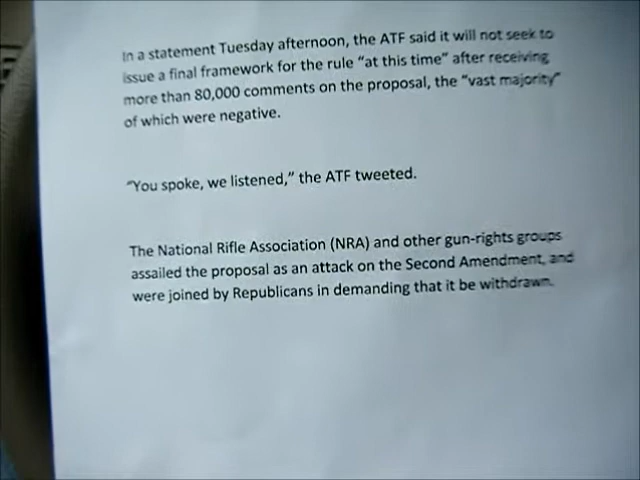 In a statement Tuesday afternoon, the ATF said it will not seek to
issue a final framework for the rule "at this time" after receiving
more than 80,000 comments on the proposal, the "vast majority"
of which were negative.
"You spoke, we listened," the ATF tweeted.
The National Rifle Association (NRA) and other gun-rights groups
assailed the proposal as an attack on the Second Amendment, and
were joined by Republicans in demanding that it be withdrawn.